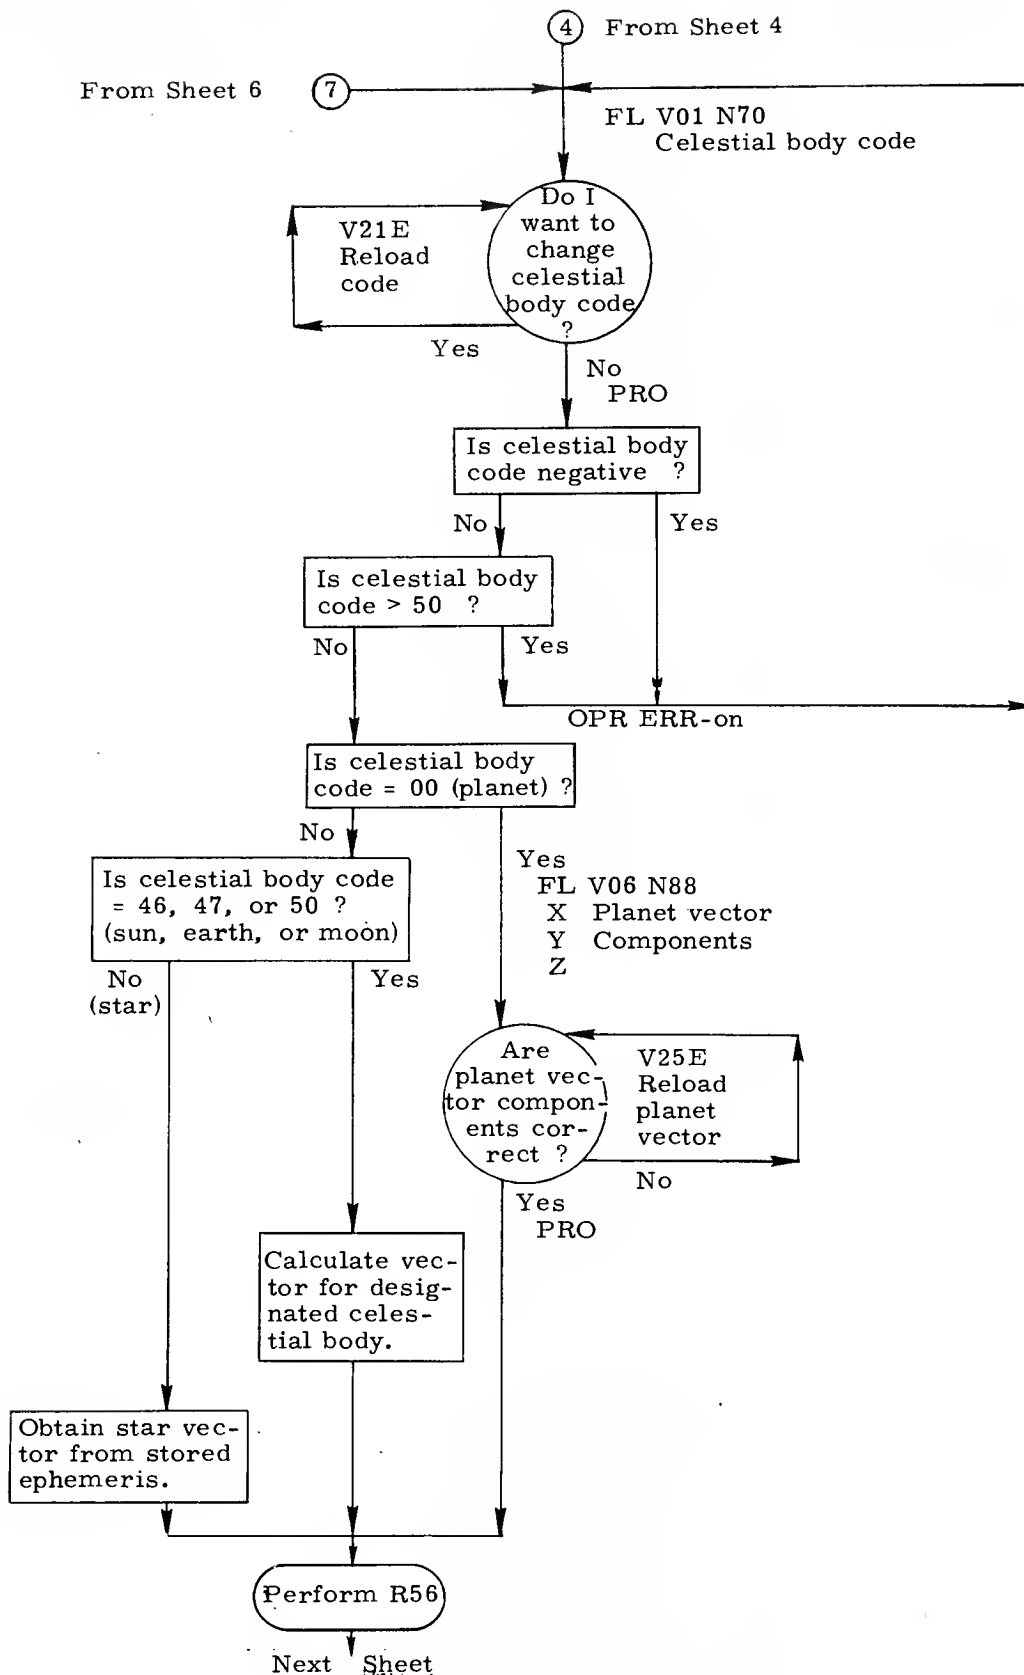 4 From Sheet 4
From Sheet 6 7
FL V01 N70
Celestial body code
Do I
want to
change
celestial
body code
?
V21E
Reload
code
Yes
No
PRO
Is celestial body
code negative ?
No
Yes
Is celestial body
code > 50 ?
No
Yes
OPR ERR-on
Is celestial body
code = 00 (planet) ?
No
Yes
FL V06 N88
X Planet vector
Y Components
Z
Is celestial body code
= 46, 47, or 50 ?
(sun, earth, or moon)
No
(star)
Yes
Are
planet vec-
tor compon-
ents cor-
rect ?
V25E
Reload
planet
vector
No
Yes
PRO
Calculate vec-
tor for desig-
nated celes-
tial body.
Obtain star vec-
tor from stored
ephemeris.
Perform R56
Next Sheet